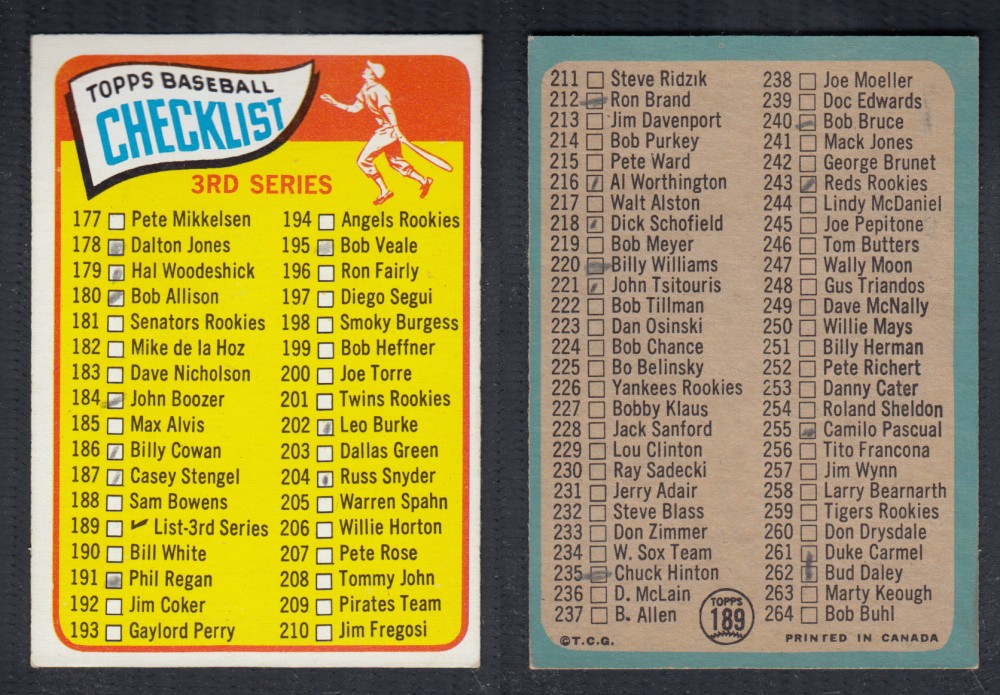 TOPPS BASEBALL
CHECKLIST
3RD SERIES
177 Pete Mikkelsen
178 Dalton Jones
179 Hal Woodeshick
180 Bob Allison
181 Senators Rookies
182 Mike de la Hoz
183 Dave Nicholson
184 John Boozer
185 Max Alvis
186 Billy Cowan
187 Casey Stengel
188 Sam Bowens
189 List-3rd Series
190 Bill White
191 Phil Regan
192 Jim Coker
193 Gaylord Perry
194 Angels Rookies
195 Bob Veale
196 Ron Fairly
197 Diego Segui
198 Smoky Burgess
199 Bob Heffner
200 Joe Torre
201 Twins Rookies
202 Leo Burke
203 Dallas Green
204 Russ Snyder
205 Warren Spahn
206 Willie Horton
207 Pete Rose
208 Tommy John
209 Pirates Team
210 Jim Fregosi
211 Steve Ridzik
212 Ron Brand
213 Jim Davenport
214 Bob Purkey
215 Pete Ward
216 Al Worthington
217 Walt Alston
218 Dick Schofield
219 Bob Meyer
220 Billy Williams
221 John Tsitouris
222 Bob Tillman
223 Dan Osinski
224 Bob Chance
225 Bo Belinsky
226 Yankees Rookies
227 Bobby Klaus
228 Jack Sanford
229 Lou Clinton
230 Ray Sadecki
231 Jerry Adair
232 Steve Blass
233 Don Zimmer
234 W. Sox Team
235 Chuck Hinton
236 D. McLain
237 B. Allen
©T.C.G.
238 Joe Moeller
239 Doc Edwards
240 Bob Bruce
241 Mack Jones
242 George Brunet
243 Reds Rookies
244 Lindy McDaniel
245 Joe Pepitone
246 Tom Butters
247 Wally Moon
248 Gus Triandos
249 Dave McNally
250 Willie Mays
251 Billy Herman
252 Pete Richert
253 Danny Cater
254 Roland Sheldon
255 Camilo Pascual
256 Tito Francona
257 Jim Wynn
258 Larry Bearnarth
259 Tigers Rookies
260 Don Drysdale
261 Duke Carmel
262 Bud Daley
263 Marty Keough
264 Bob Buhl
TOPPS
189
PRINTED IN CANADA